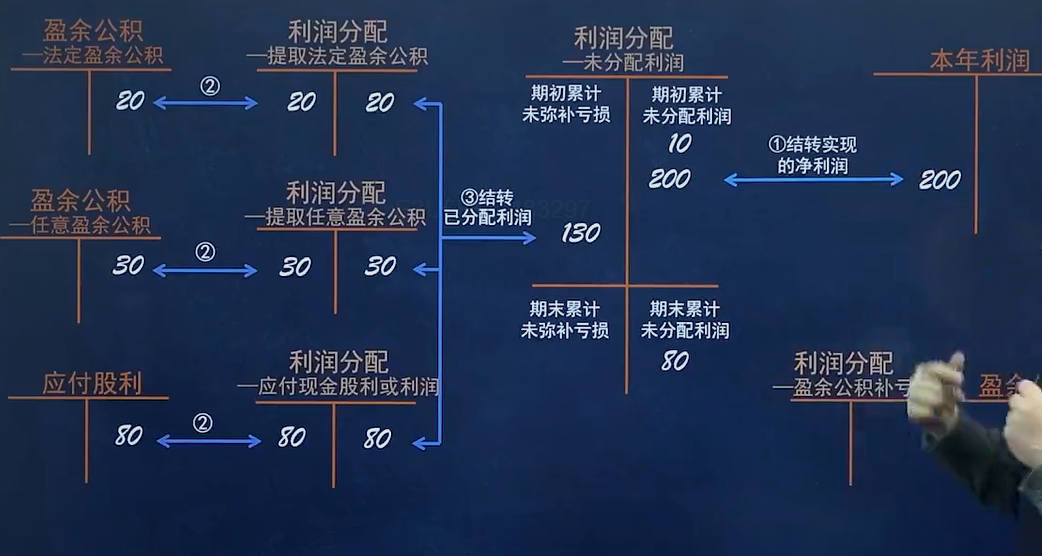 盈余公积
—法定盈余公积
20
②
利润分配
—提取法定盈余公积
20
20
盈余公积
—任意盈余公积
30
②
利润分配
—提取任意盈余公积
30
30
应付股利
80
②
利润分配
—应付现金股利或利润
80
80
③结转
已分配利润
利润分配
—未分配利润
期初累计
未弥补亏损
期初累计
未分配利润
10
200
130
期末累计
未弥补亏损
期末累计
未分配利润
80
①结转实现
的净利润
本年利润
200
利润分配
—盈余公积补亏
盈余